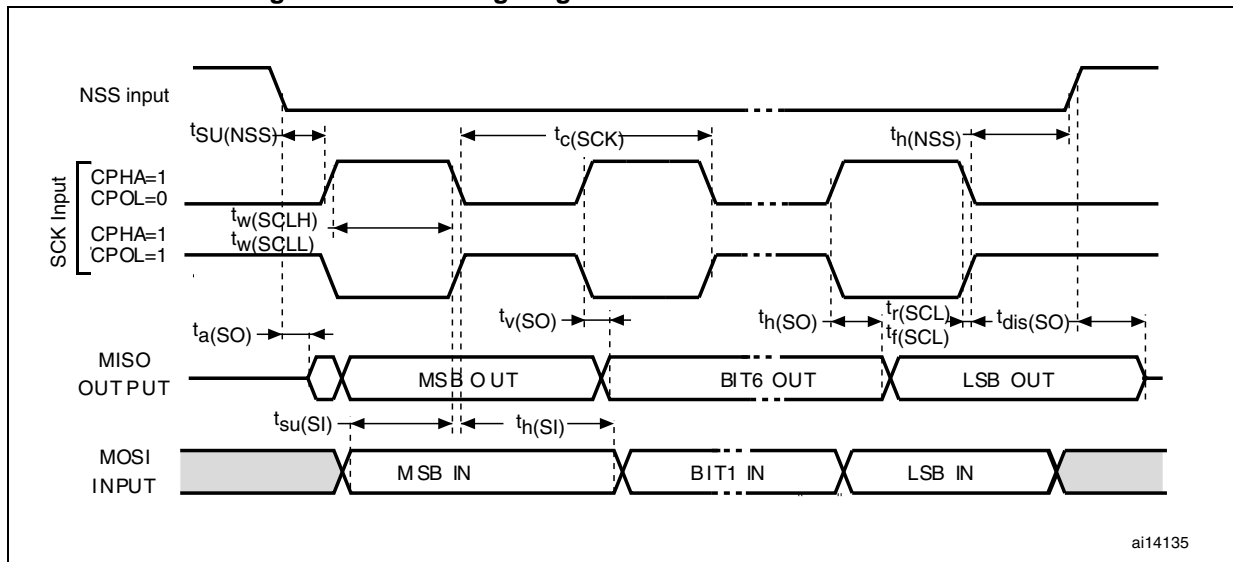 NSS input
tSU(NSS)
tc(SCK)
th(NSS)
SCK Input
CPHA=1
CPOL=0
tw(SCLH)
tw(SCLL)
CPHA=1
CPOL=1
ta(SO)
tv(SO)
th(SO)
tr(SCL)
tf(SCL)
tdis(SO)
MISO
OUTPUT
MSB OUT
BIT6 OUT
LSB OUT
tsu(SI)
th(SI)
MOSI
INPUT
MSB IN
BIT1 IN
LSB IN
ai14135